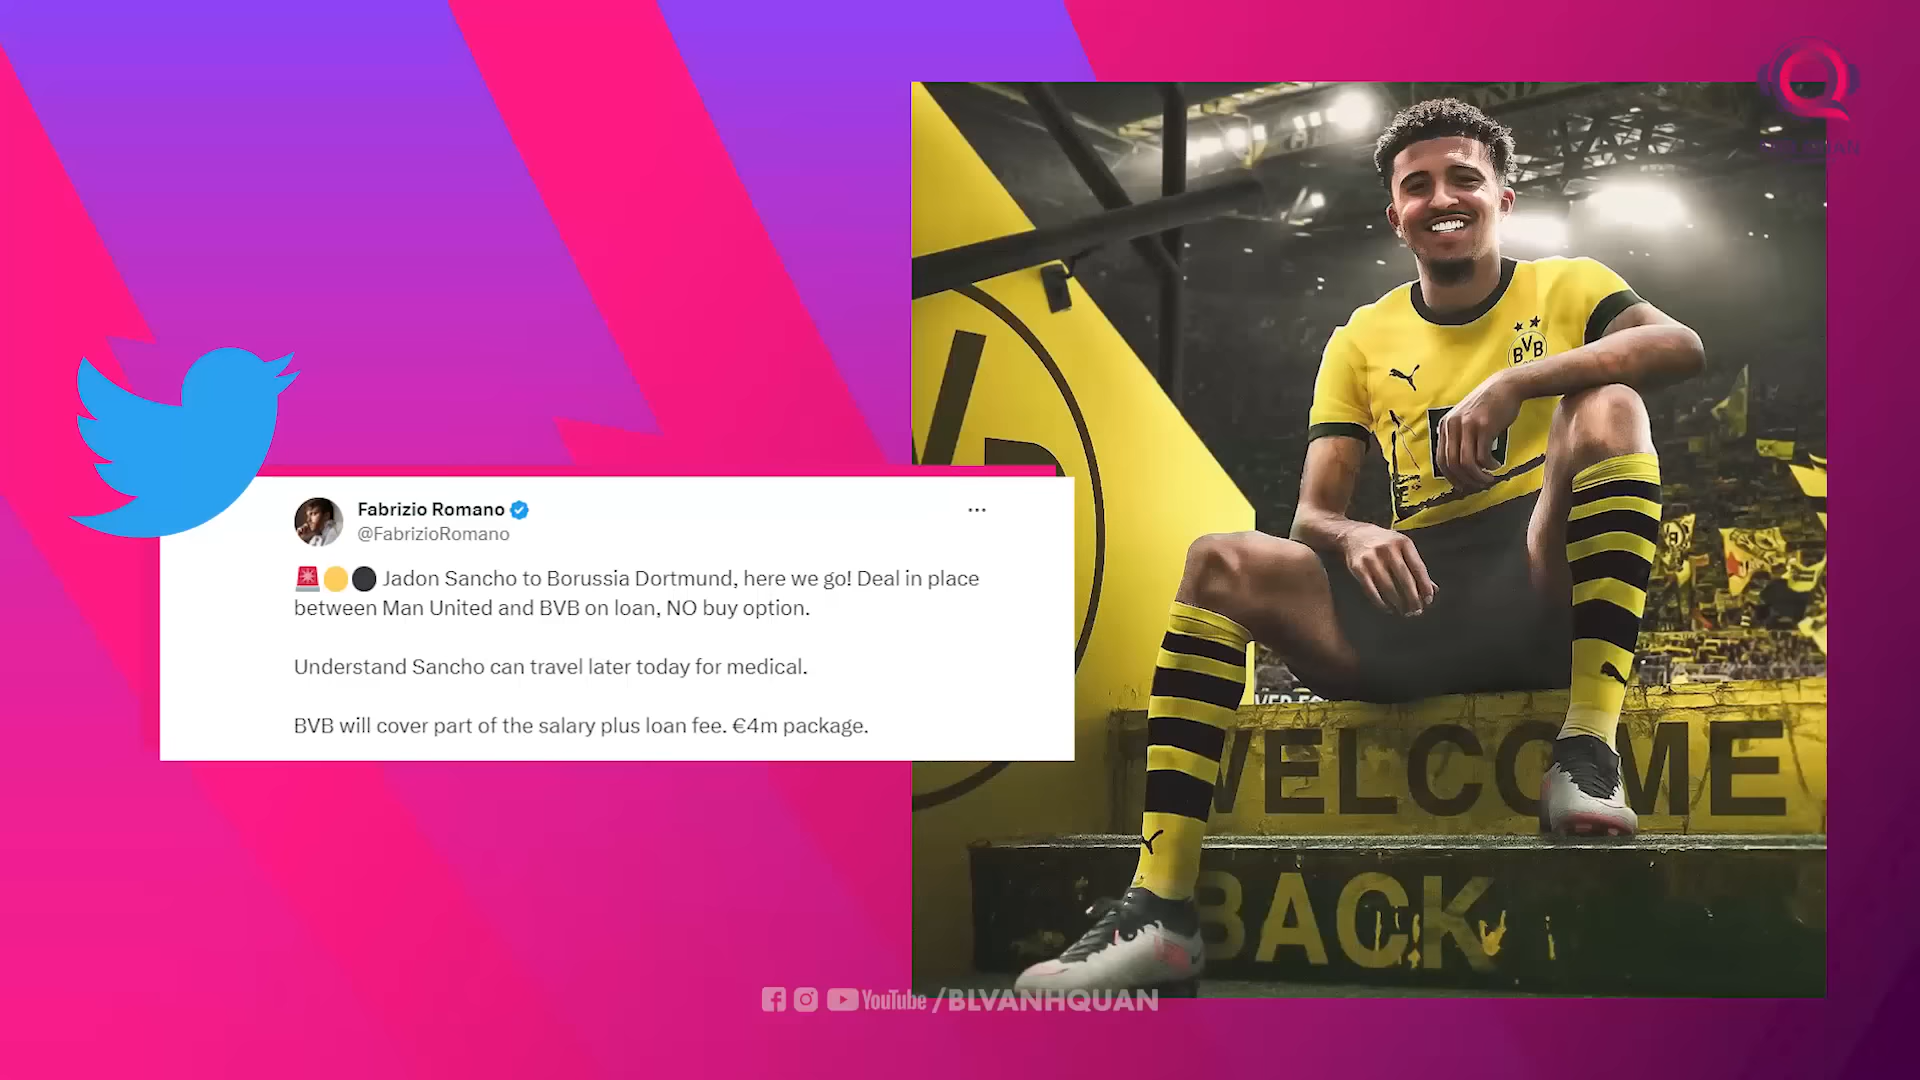 Fabrizio Romano
@FabrizioRomano
Jadon Sancho to Borussia Dortmund, here we go! Deal in place
between Man United and BVB on loan, NO buy option.
Understand Sancho can travel later today for medical.
BVB will cover part of the salary plus loan fee. €4m package.
BVB
WELCOME
BACK
YouTube /BLVANHQUAN